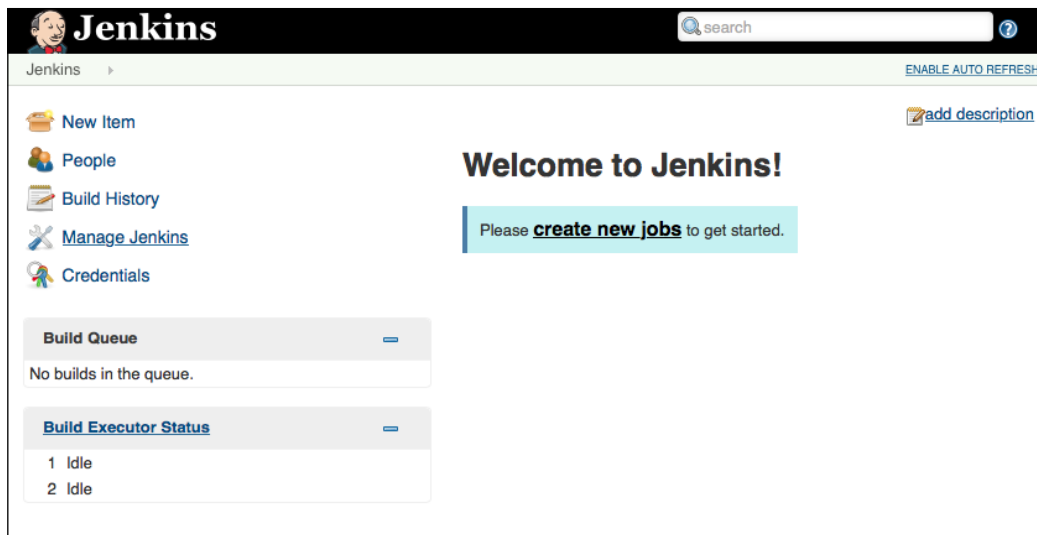 Jenkins
search
Jenkins
ENABLE AUTO REFRESH
New Item
People
Build History
Manage Jenkins
Credentials
add description
Welcome to Jenkins!
Please create new jobs to get started.
Build Queue
No builds in the queue.
Build Executor Status
1 Idle
2 Idle